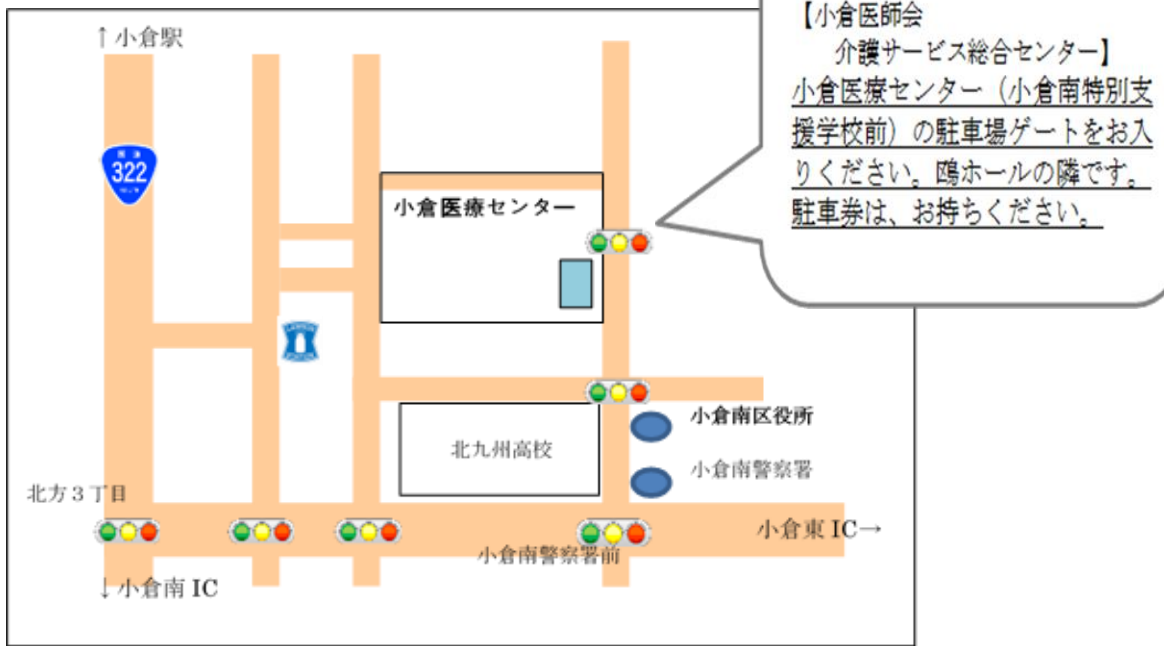 【小倉医師会
介護サービス総合センター】
小倉医療センター（小倉南特別支
援学校前）の駐車場ゲートをお入
りください。鴎ホールの隣です。
駐車券は、お持ちください。
↑小倉駅
322
小倉医療センター
小倉南区役所
北九州高校
小倉南警察署
北方３丁目
小倉東 IC→
小倉南警察署前
↓小倉南 IC